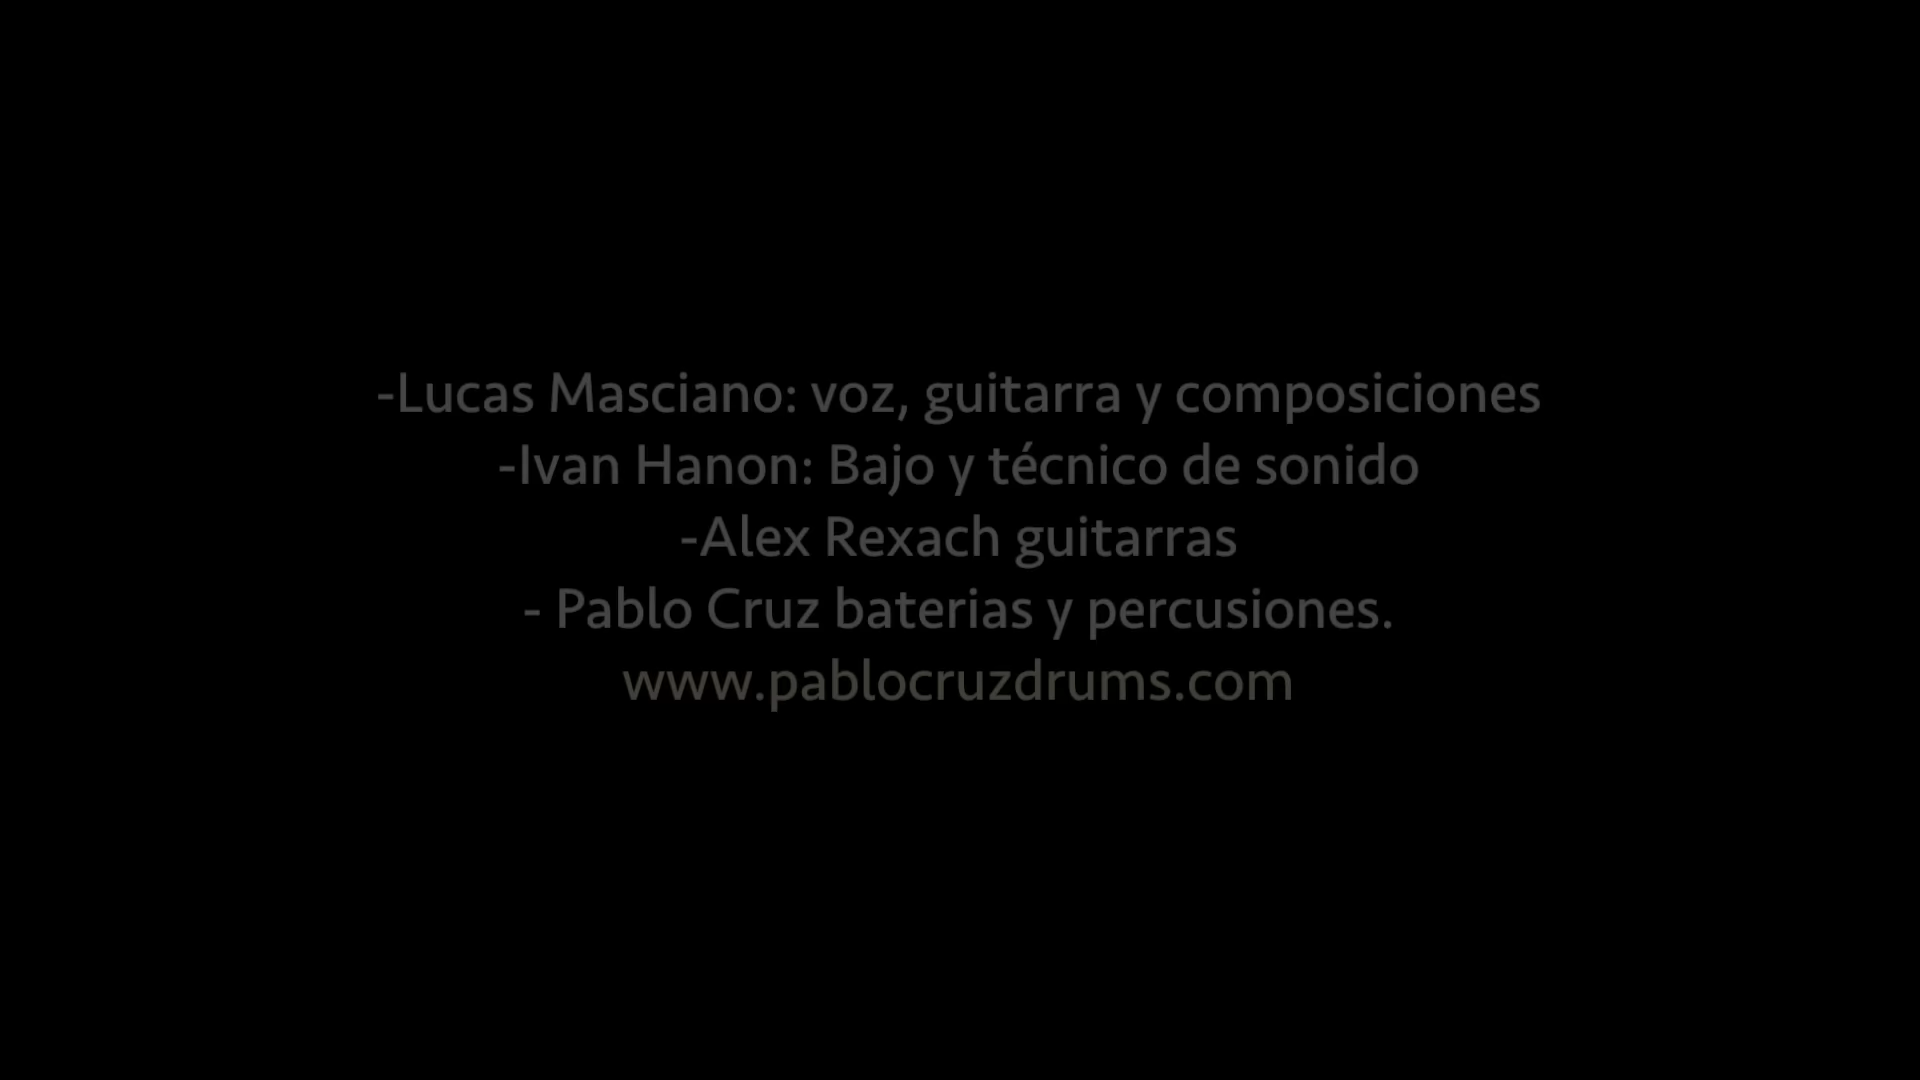 -Lucas Masciano: voz, guitarra y composiciones
-Ivan Hanon: Bajo y técnico de sonido
-Alex Rexach guitarras
- Pablo Cruz baterias y percusiones.
www.pablocruzdrums.com